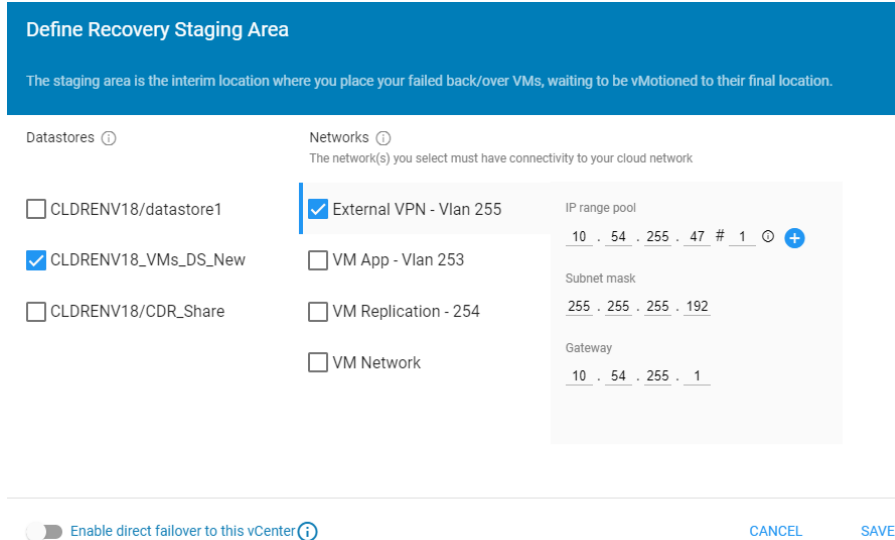 Define Recovery Staging Area
The staging area is the interim location where you place your failed back/over VMs, waiting to be vMotioned to their final location.
Datastores
Networks
The network(s) you select must have connectivity to your cloud network
CLDRENV18/datastore1
CLDRENV18_VMs_DS_New
CLDRENV18/CDR_Share
External VPN - Vlan 255
VM App - Vlan 253
VM Replication - 254
VM Network
IP range pool
10 . 54 . 255 . 47 # 1
Subnet mask
255 . 255 . 255 . 192
Gateway
10 . 54 . 255 . 1
Enable direct failover to this vCenter
CANCEL
SAVE